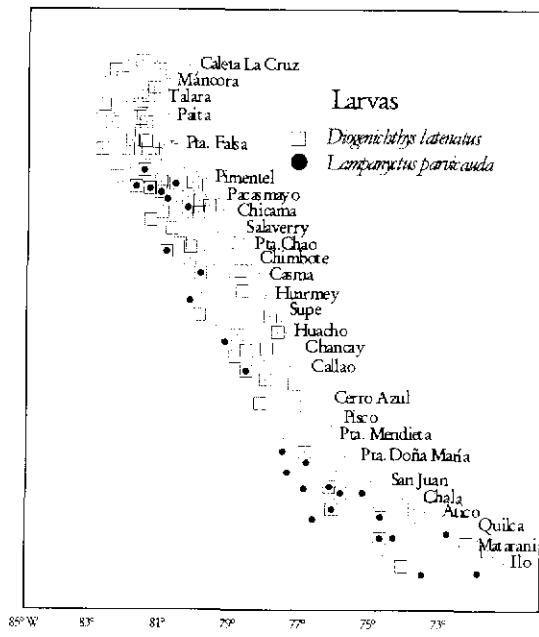 Caleta La Cruz
Máncora
Talara
Paita
Larvas
Diogenichthys latenatus
Lampanyctus parvicauda
Pta. Falsa
Pimentel
Pacasmayo
Chicama
Salaverry
Pta. Chao
Chimbote
Casma
Huarmey
Supe
Huacho
Chancay
Callao
Cerro Azul
Pisco
Pta. Mendieta
Pta. Doña María
San Juan
Chala
Atico
Quilca
Matarani
Ilo
85° W 83° 81° 79° 77° 75° 73°